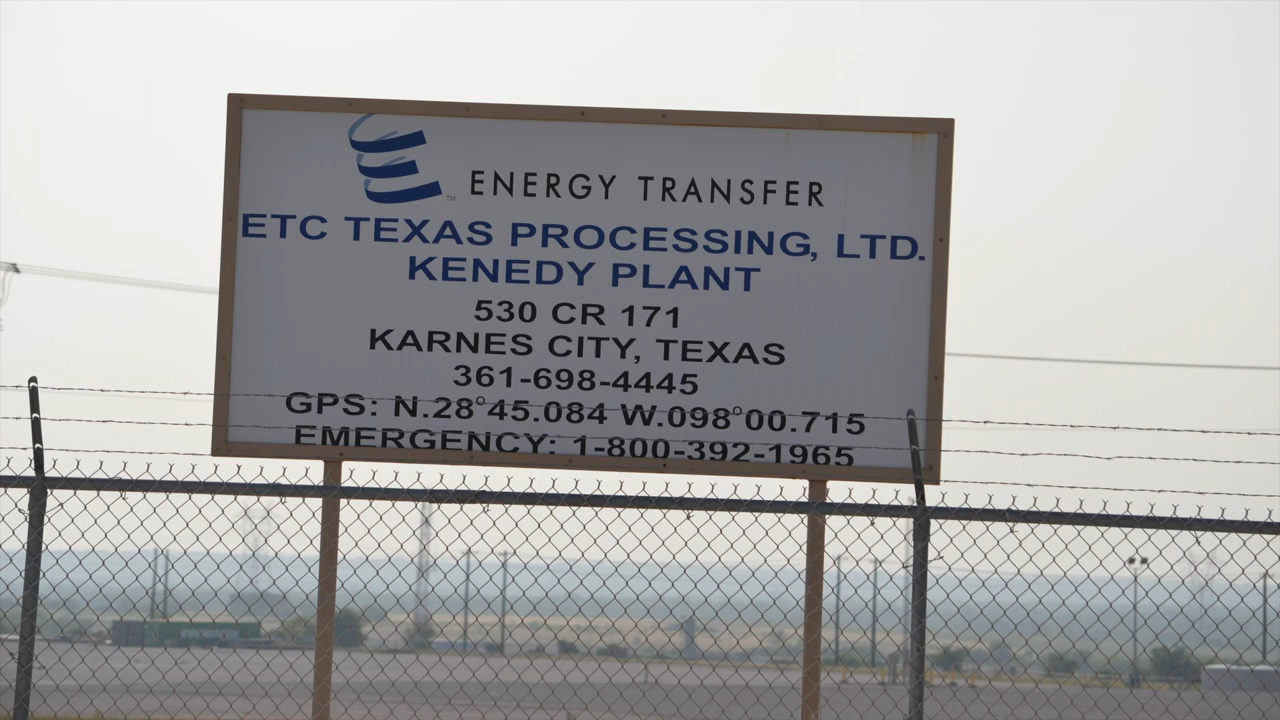 ENERGY TRANSFER
ETC TEXAS PROCESSING, LTD.
KENEDY PLANT
530 CR 171
KARNES CITY, TEXAS
361-698-4445
GPS: N.28°45.084 W.098°00.715
EMERGENCY: 1-800-392-1965